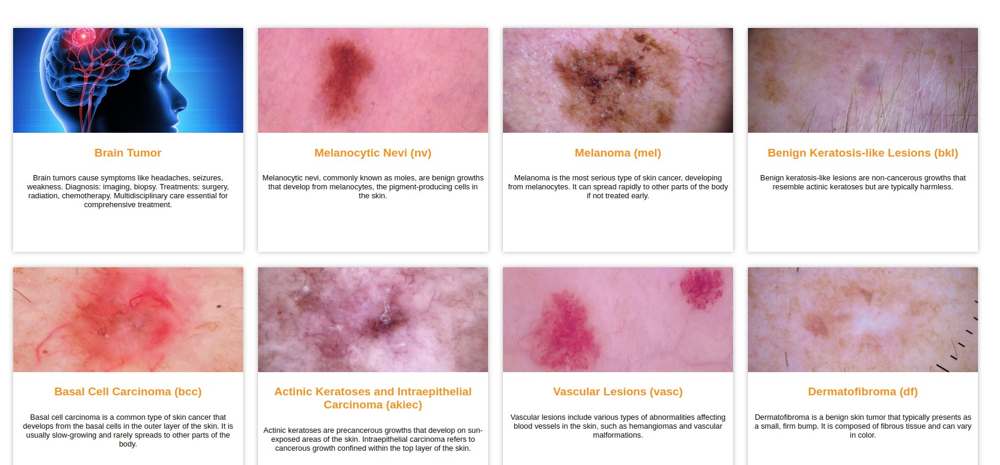 Brain Tumor
Brain tumors cause symptoms like headaches, seizures,
weakness. Diagnosis: imaging, biopsy. Treatments: surgery,
radiation, chemotherapy. Multidisciplinary care essential for
comprehensive treatment.
Melanocytic Nevi (nv)
Melanocytic nevi, commonly known as moles, are benign growths
that develop from melanocytes, the pigment-producing cells in
the skin.
Melanoma (mel)
Melanoma is the most serious type of skin cancer, developing
from melanocytes. It can spread rapidly to other parts of the body
if not treated early.
Benign Keratosis-like Lesions (bkl)
Benign keratosis-like lesions are non-cancerous growths that
resemble actinic keratoses but are typically harmless.
Basal Cell Carcinoma (bcc)
Basal cell carcinoma is a common type of skin cancer that
develops from the basal cells in the outer layer of the skin. It is
usually slow-growing and rarely spreads to other parts of the
body.
Actinic Keratoses and Intraepithelial
Carcinoma (akiec)
Actinic keratoses are precancerous growths that develop on sun-
exposed areas of the skin. Intraepithelial carcinoma refers to
cancerous growth confined within the top layer of the skin.
Vascular Lesions (vasc)
Vascular lesions include various types of abnormalities affecting
blood vessels in the skin, such as hemangiomas and vascular
malformations.
Dermatofibroma (df)
Dermatofibroma is a benign skin tumor that typically presents as
a small, firm bump. It is composed of fibrous tissue and can vary
in color.